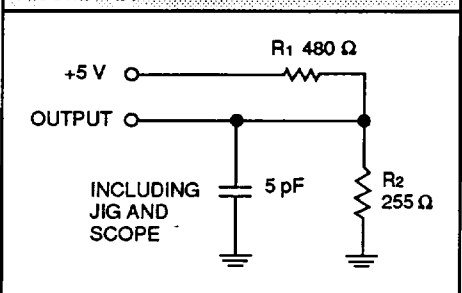 R1 480 Ω
+5 V
OUTPUT
INCLUDING 5 pF
JIG AND
SCOPE
R2
255 Ω